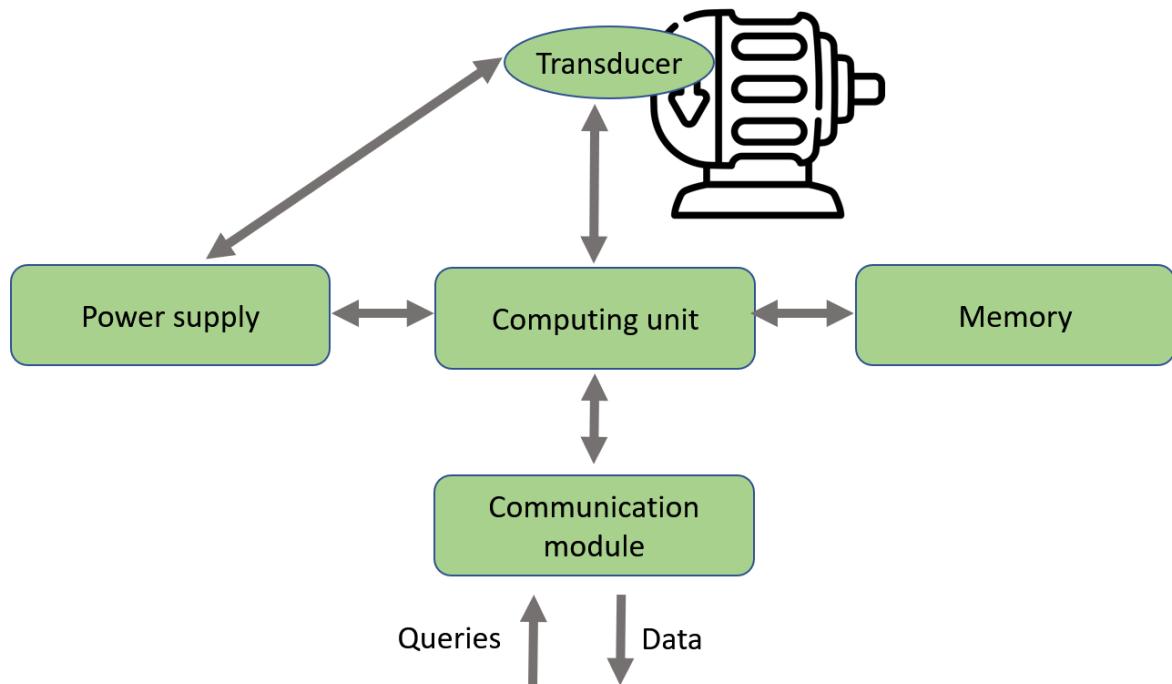 Transducer
Power supply
Computing unit
Memory
Communication
module
Queries
Data